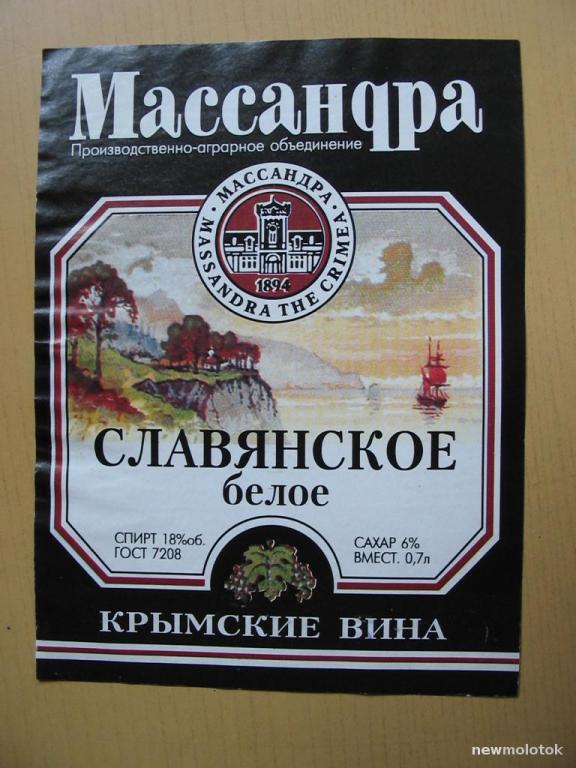 Массандра
Производственно-аграрное объединение
· МАССАНДРА ·
MASSANDRA THE CRIMEA
1894
СЛАВЯНСКОЕ
белое
СПИРТ 18%об.
ГОСТ 7208
САХАР 6%
ВМЕСТ. 0,7л
КРЫМСКИЕ ВИНА
newmolotok